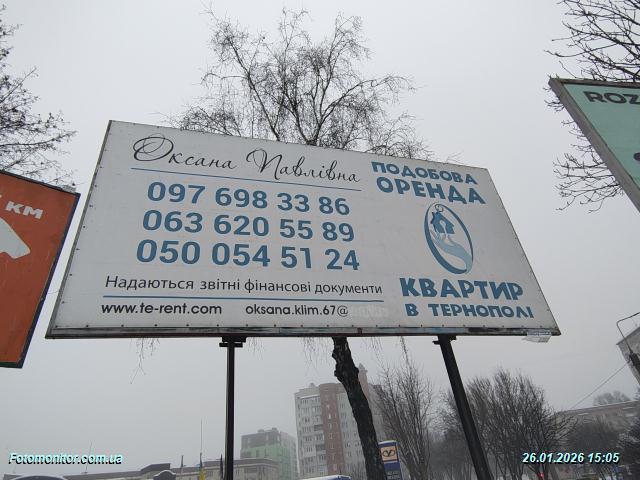 Оксана Павлівна
097 698 33 86
063 620 55 89
050 054 51 24
Надаються звітні фінансові документи
www.te-rent.com
oksana.klim.67@
ПОДОБОВА
ОРЕНДА
КВАРТИР
В ТЕРНОПОЛІ
КМ
ROZ
Fotomonitor.com.ua
26.01.2026 15:05